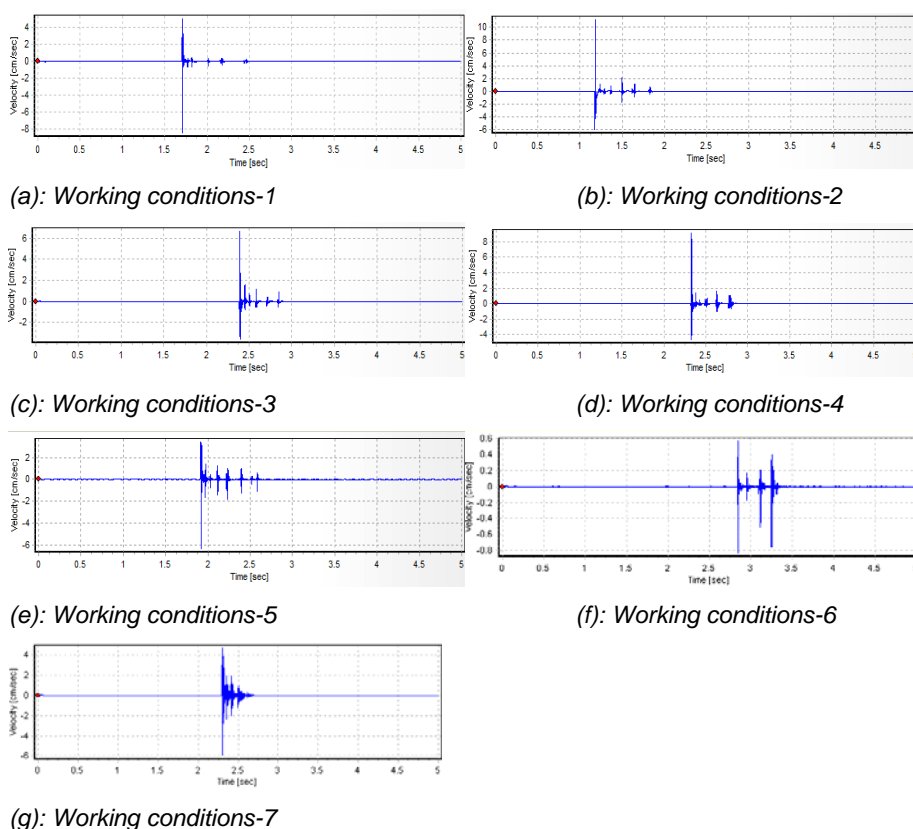 Velocity [cm/sec]
4
2
0
-2
-4
-6
-8
0 0.5 1 1.5 2 2.5 3 3.5 4 4.5 5
Time [sec]
(a): Working conditions-1
Velocity [cm/sec]
10
8
6
4
2
0
-2
-4
-6
0 0.5 1 1.5 2 2.5 3 3.5 4 4.5
Time [sec]
(b): Working conditions-2
Velocity [cm/sec]
6
4
2
0
-2
0 0.5 1 1.5 2 2.5 3 3.5 4 4.5 5
Time [sec]
(c): Working conditions-3
Velocity [cm/sec]
8
6
4
2
0
-2
-4
0 0.5 1 1.5 2 2.5 3 3.5 4 4.5
Time [sec]
(d): Working conditions-4
Velocity [cm/sec]
2
0
-2
-4
-6
0 0.5 1 1.5 2 2.5 3 3.5 4 4.5 5
Time [sec]
(e): Working conditions-5
Velocity [cm/sec]
0.6
0.4
0.2
0
-0.2
-0.4
-0.6
-0.8
0 0.5 1 1.5 2 2.5 3 3.5 4 4.5
Time [sec]
(f): Working conditions-6
Velocity [cm/sec]
4
2
0
-2
-4
-6
0 0.5 1 1.5 2 2.5 3 3.5 4 4.5 5
Time [sec]
(g): Working conditions-7